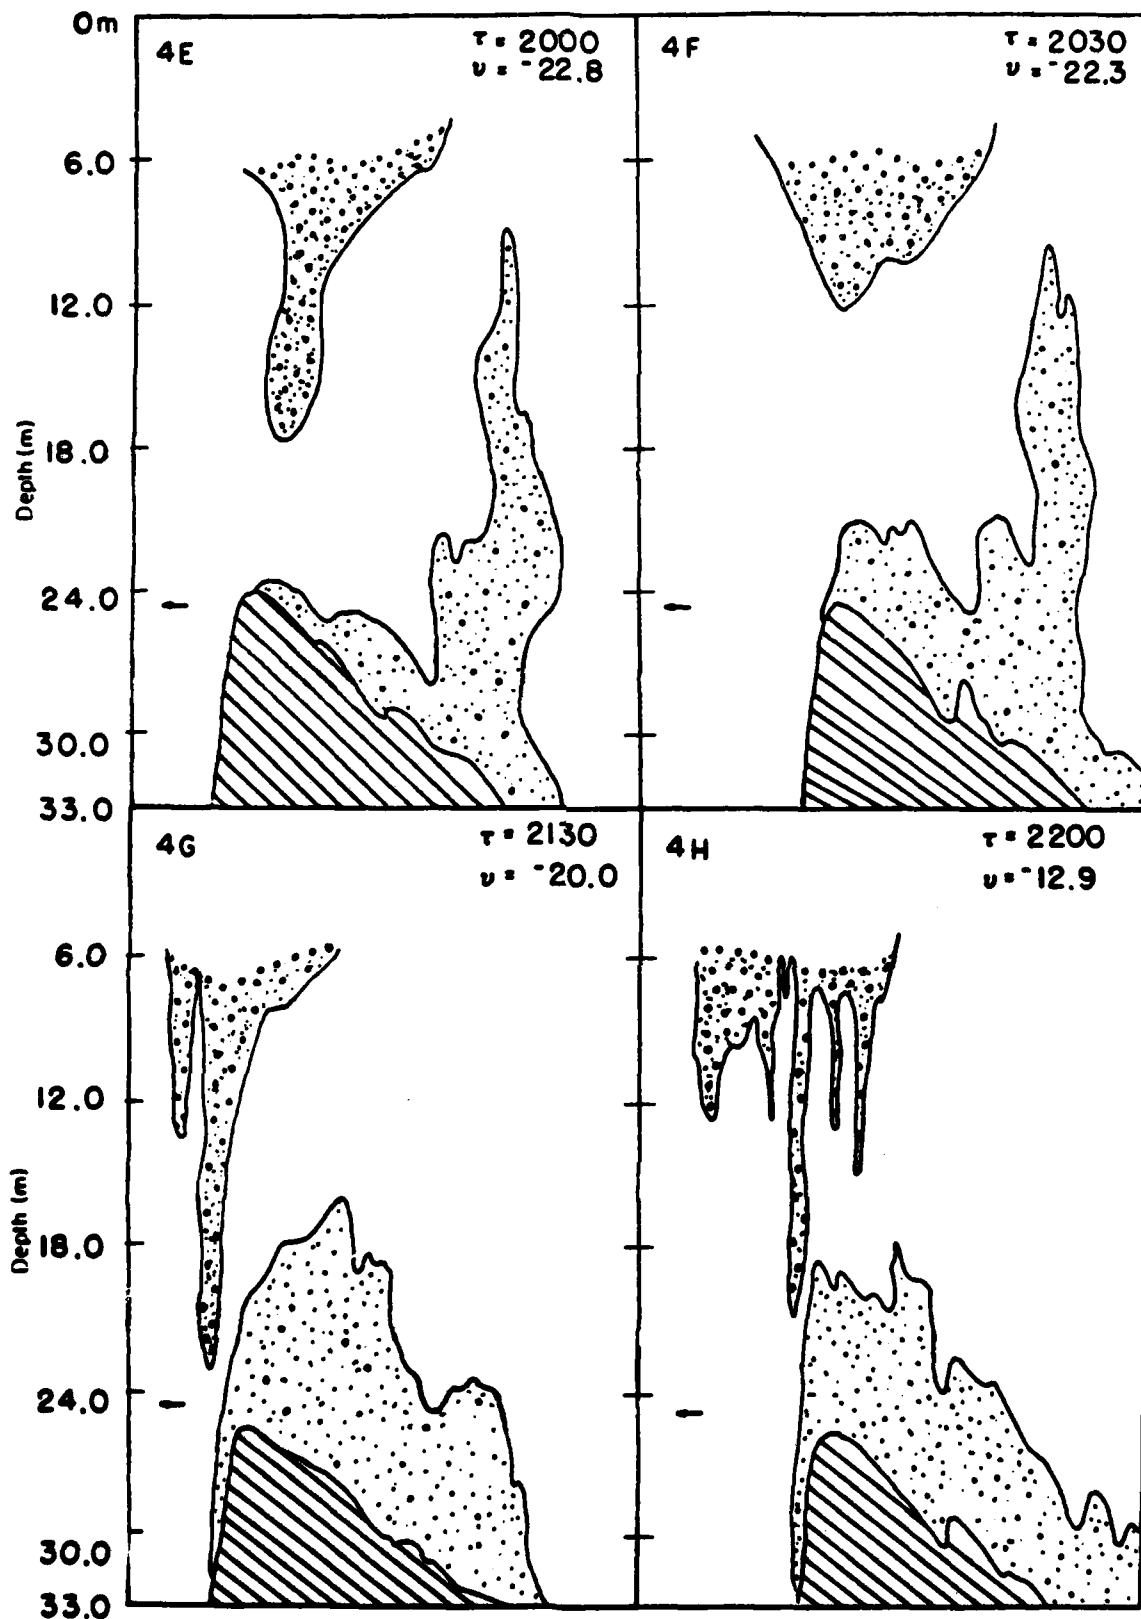 0m
4E
τ = 2000
υ = -22.8
4F
τ = 2030
υ = -22.3
6.0
12.0
18.0
24.0
30.0
33.0
Depth (m)
4G
τ = 2130
υ = -20.0
4H
τ = 2200
υ = -12.9
6.0
12.0
18.0
24.0
30.0
33.0
Depth (m)